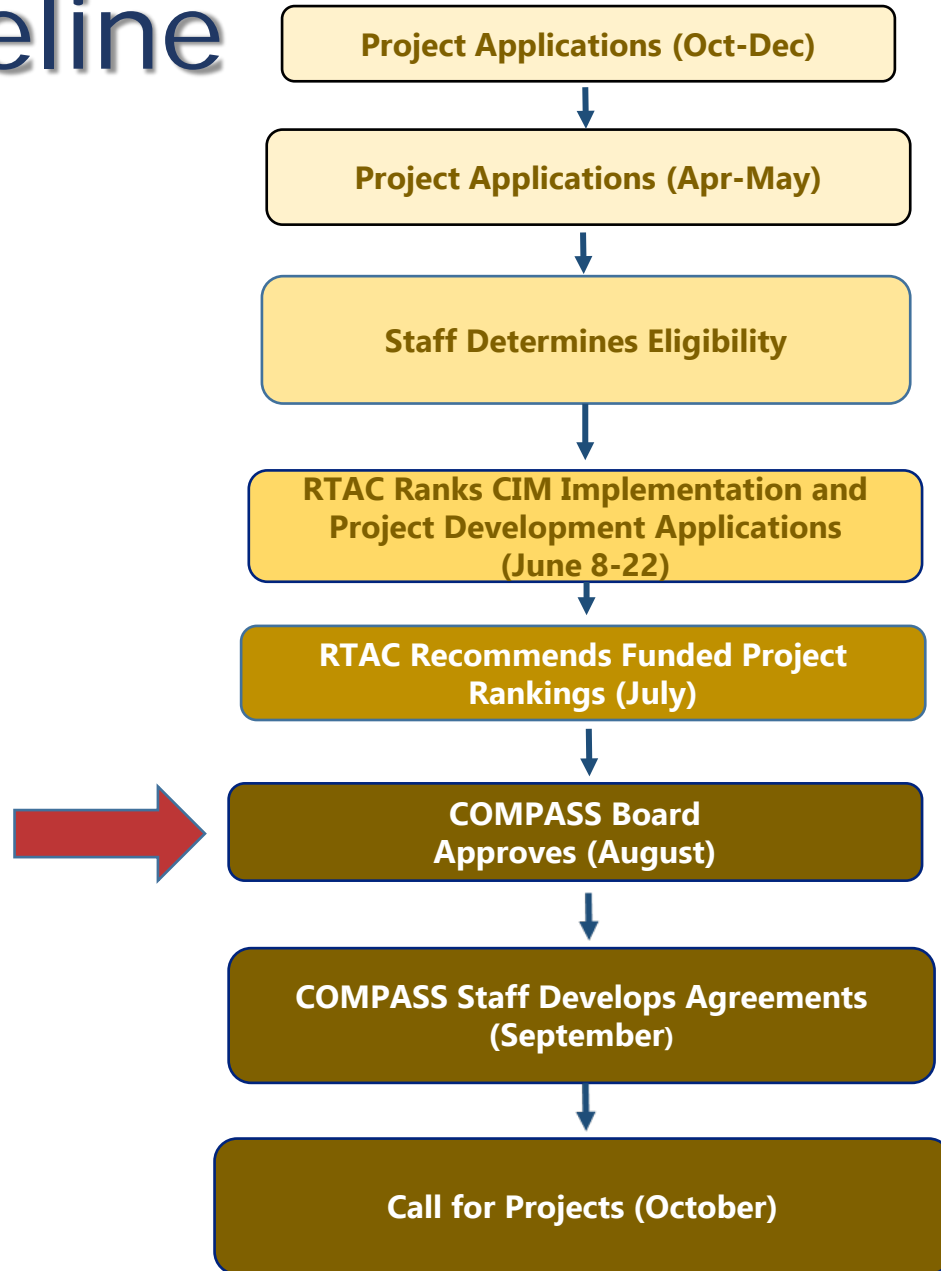 eline
Project Applications (Oct-Dec)
Project Applications (Apr-May)
Staff Determines Eligibility
RTAC Ranks CIM Implementation and
Project Development Applications
(June 8-22)
RTAC Recommends Funded Project
Rankings (July)
COMPASS Board
Approves (August)
COMPASS Staff Develops Agreements
(September)
Call for Projects (October)